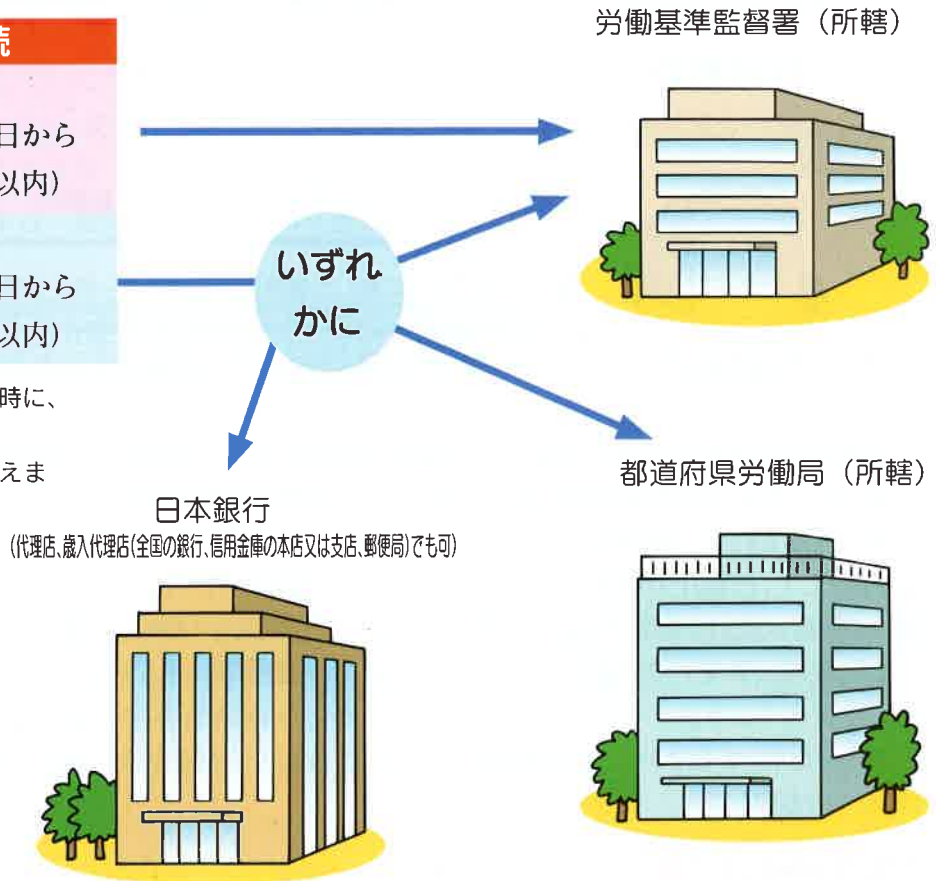 労働基準監督署（所轄）
続
日から
以内）
日から
以内）
いずれ
かに
時に、
えま
都道府県労働局（所轄）
日本銀行
（代理店、歳入代理店(全国の銀行、信用金庫の本店又は支店、郵便局)でも可）